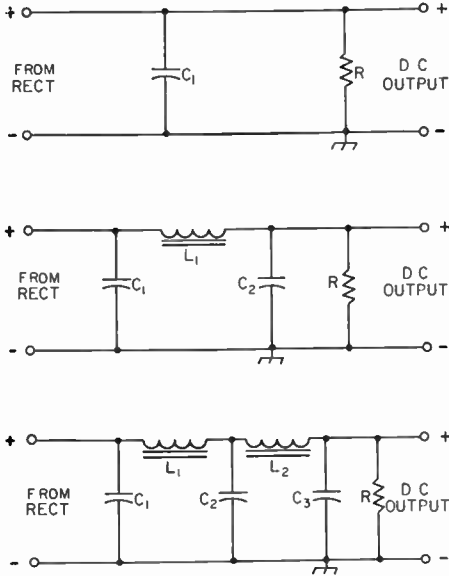 + +
FROM
RECT
C1
R
D C
OUTPUT
- -
+ +
L1
FROM
RECT
C1
C2
R
D C
OUTPUT
- -
+ +
L1
L2
FROM
RECT
C1
C2
C3
R
D C
OUTPUT
- -